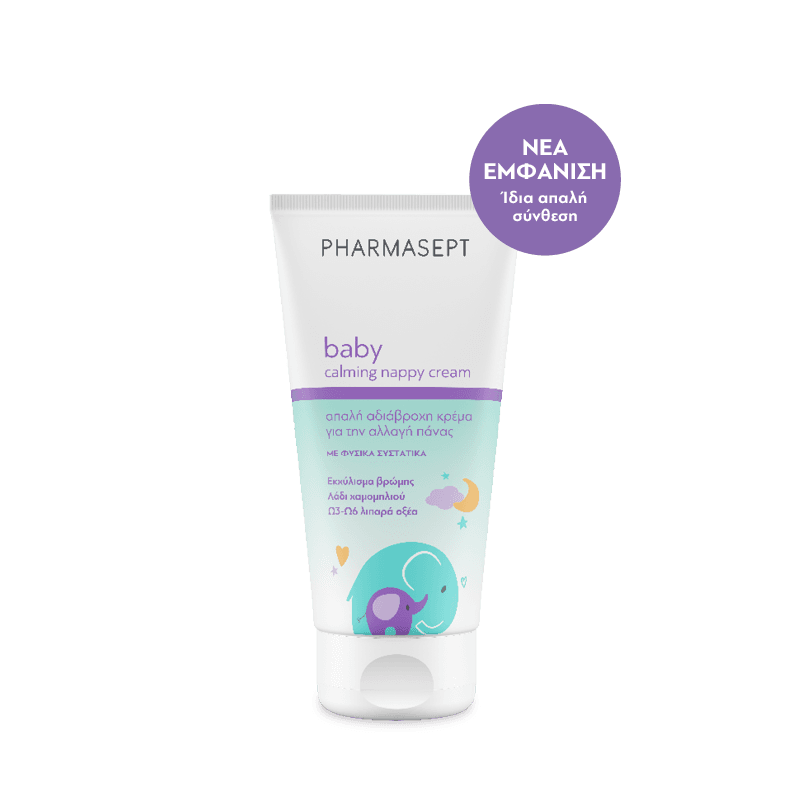 ΝΕΑ
ΕΜΦΑΝΙΣΗ
Ίδια απαλή
σύνθεση
PHARMASEPT
baby
calming nappy cream
απαλή αδιάβροχη κρέμα
για την αλλαγή πάνας
ΜΕ ΦΥΣΙΚΑ ΣΥΣΤΑΤΙΚΑ
Εκχύλισμα βρώμης
Λάδι χαμομηλιού
Ω3-Ω6 λιπαρά οξέα